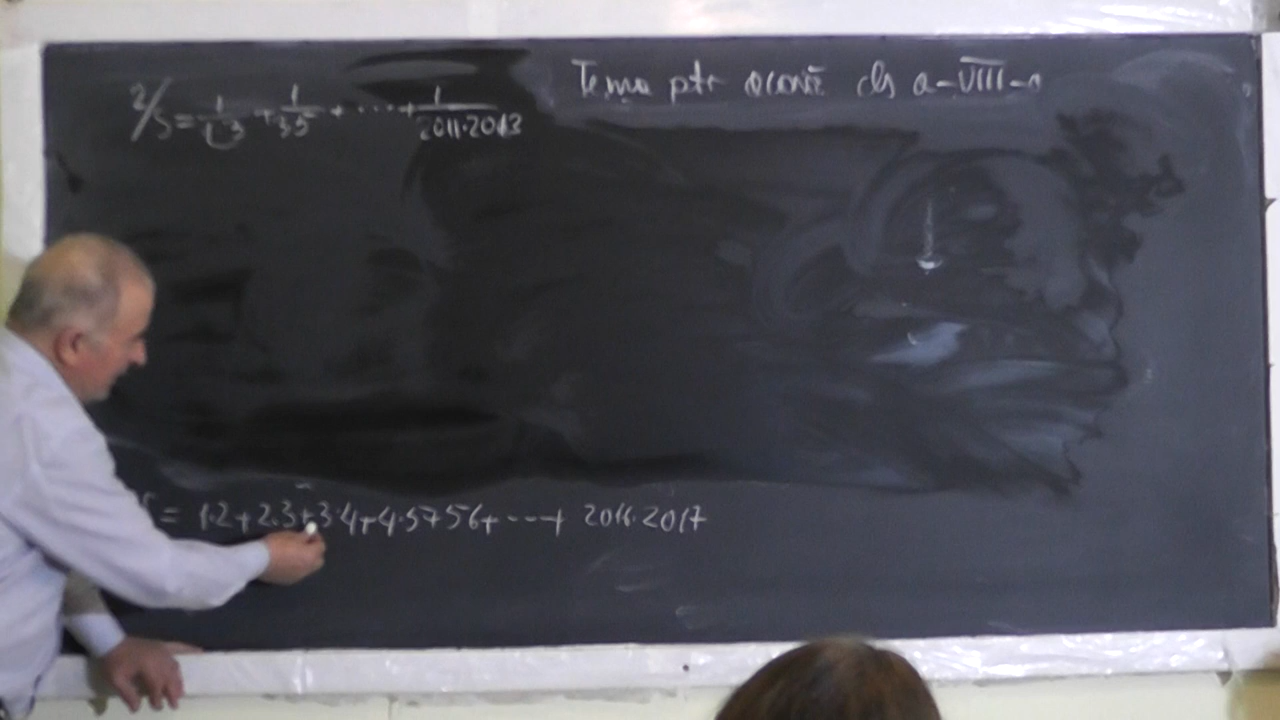 Tema ptr acasă cls a-VIII-a
2/S = 1/1·3 + 1/3·5 + ... + 1/2011·2013
S = 1·2+2·3+3·4+4·5+5·6+ ---+ 2016·2017